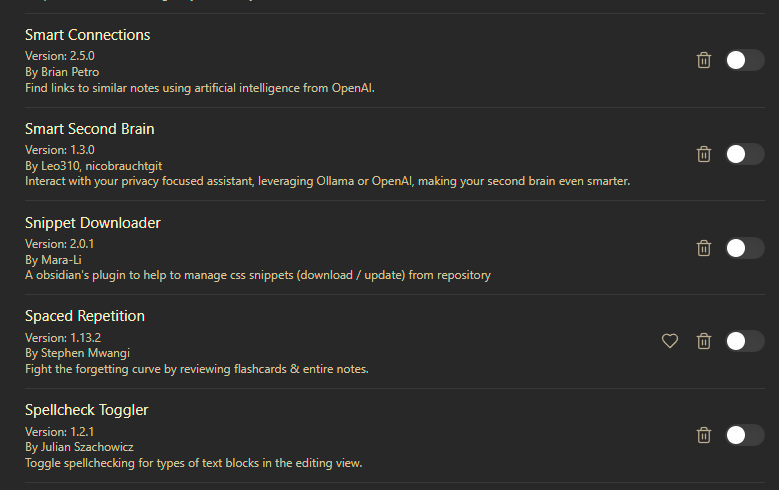 Smart Connections
Version: 2.5.0
By Brian Petro
Find links to similar notes using artificial intelligence from OpenAI.
Smart Second Brain
Version: 1.3.0
By Leo310, nicobrauchtgit
Interact with your privacy focused assistant, leveraging Ollama or OpenAI, making your second brain even smarter.
Snippet Downloader
Version: 2.0.1
By Mara-Li
A obsidian's plugin to help to manage css snippets (download / update) from repository
Spaced Repetition
Version: 1.13.2
By Stephen Mwangi
Fight the forgetting curve by reviewing flashcards & entire notes.
Spellcheck Toggler
Version: 1.2.1
By Julian Szachowicz
Toggle spellchecking for types of text blocks in the editing view.